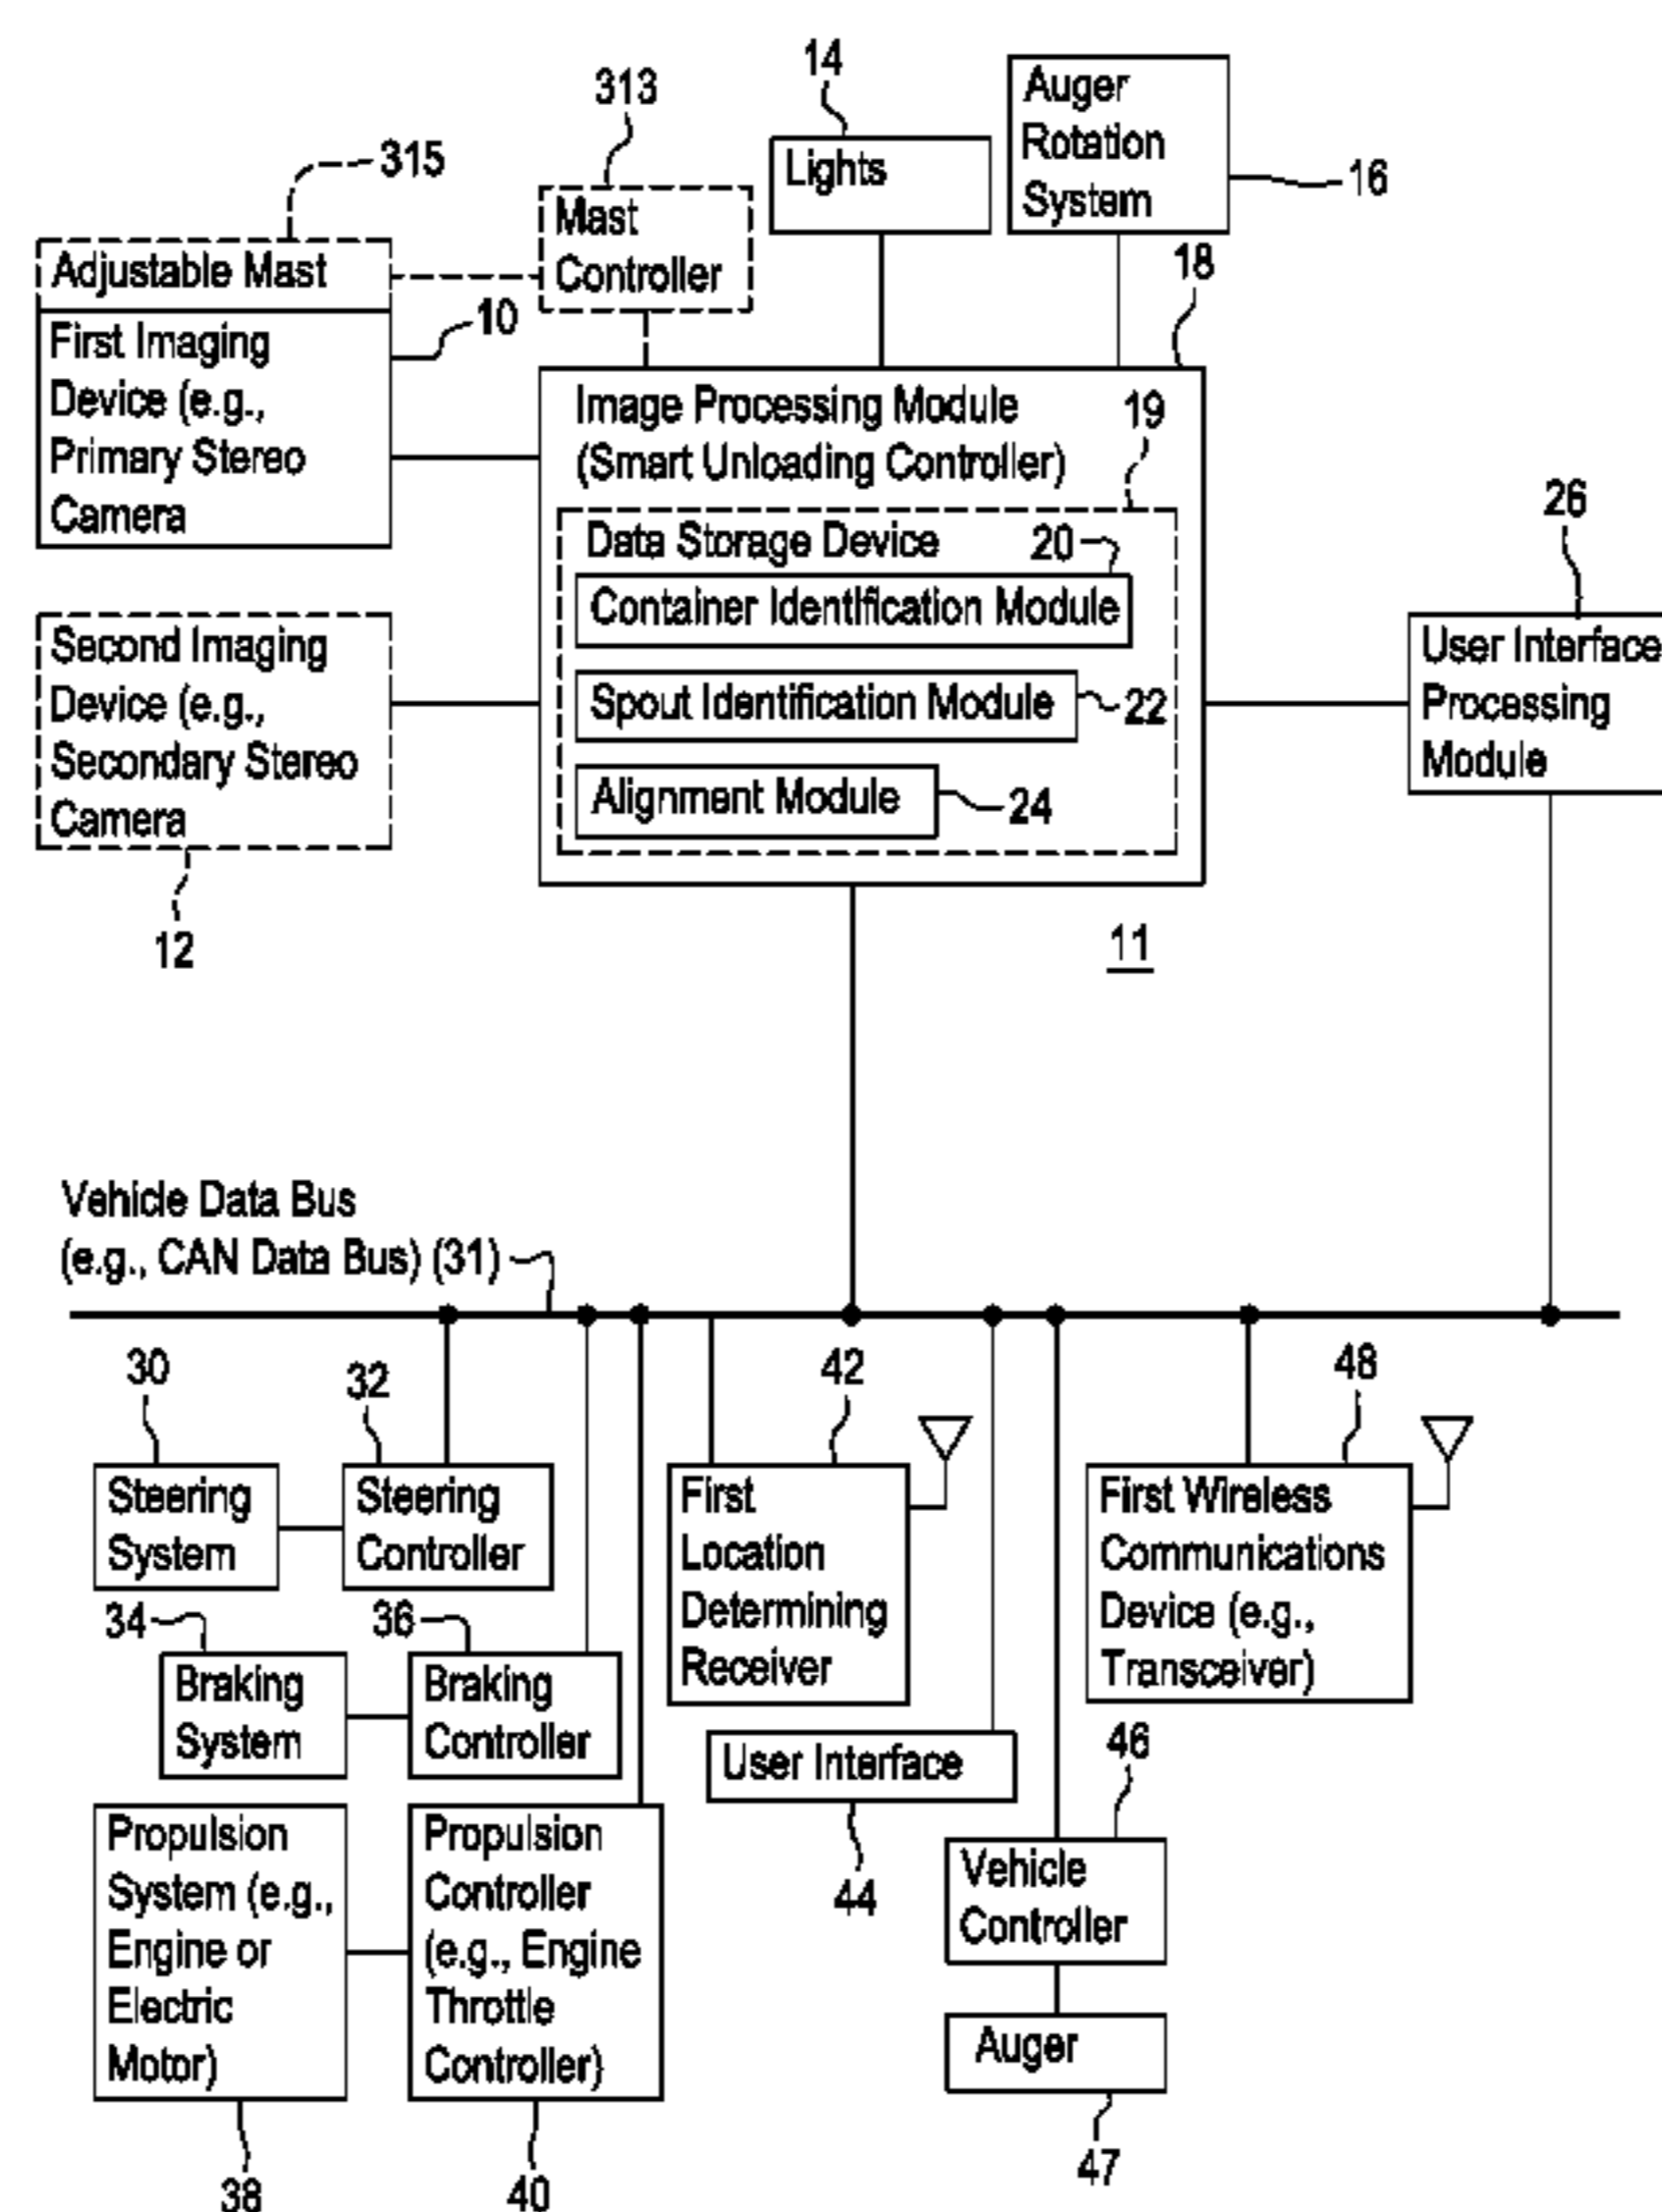 14
Auger
Rotation
System
16
313
315
Mast
Controller
Lights
18
Adjustable Mast
10
First Imaging
Device (e.g.,
Primary Stereo
Camera
Image Processing Module
(Smart Unloading Controller)
19
Data Storage Device
20
Container Identification Module
Spout Identification Module
22
Alignment Module
24
26
User Interface
Processing
Module
Second Imaging
Device (e.g.,
Secondary Stereo
Camera
12
11
Vehicle Data Bus
(e.g., CAN Data Bus) (31)
30
32
42
48
Steering
System
Steering
Controller
First
Location
Determining
Receiver
First Wireless
Communications
Device (e.g.,
Transceiver)
34
36
Braking
System
Braking
Controller
User Interface
44
46
Propulsion
System (e.g.,
Engine or
Electric
Motor)
Propulsion
Controller
(e.g., Engine
Throttle
Controller)
Vehicle
Controller
Auger
47
38
40